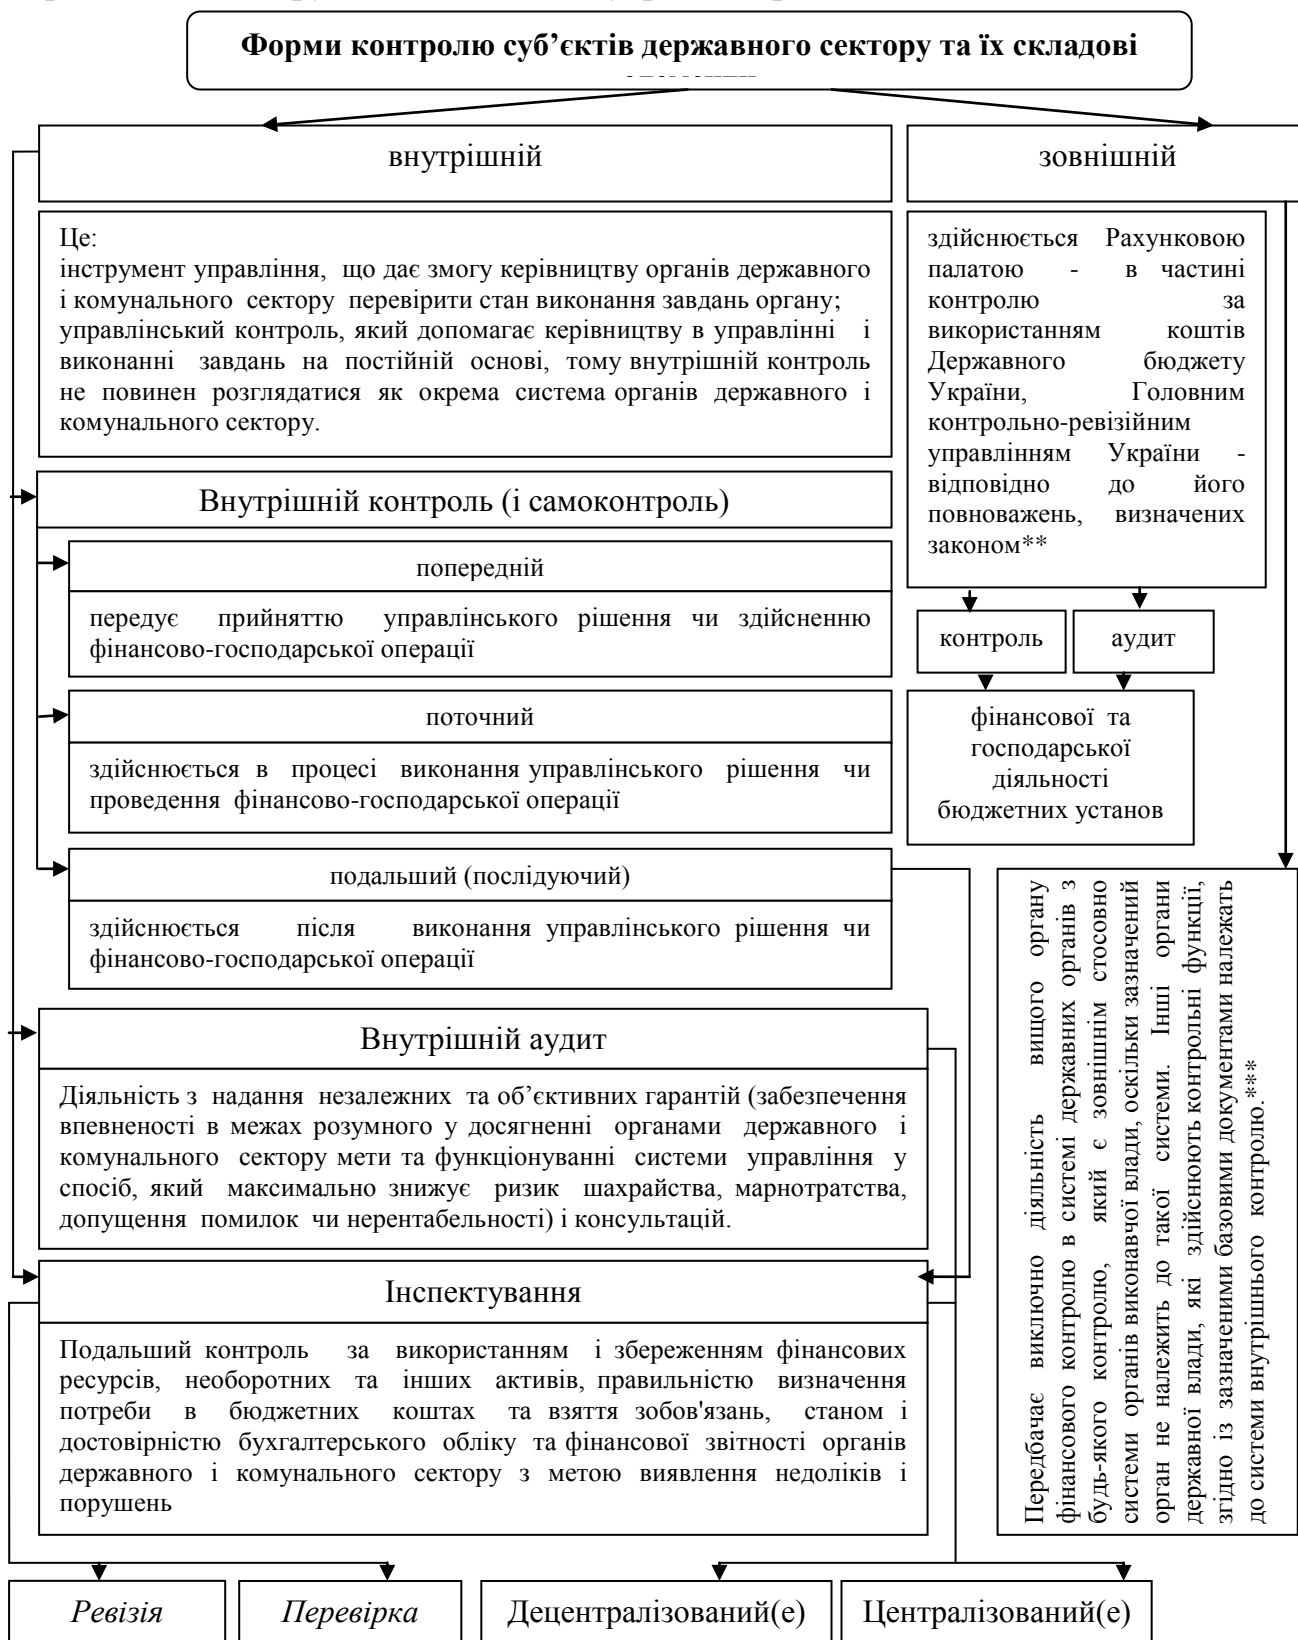 Форми контролю суб’єктів державного сектору та їх складові
внутрішній
зовнішній
Це:
інструмент управління, що дає змогу керівництву органів державного
і комунального сектору перевірити стан виконання завдань органу;
управлінський контроль, який допомагає керівництву в управлінні і
виконанні завдань на постійній основі, тому внутрішній контроль
не повинен розглядатися як окрема система органів державного і
комунального сектору.
здійснюється Рахунковою
палатою - в частині
контролю за
використанням коштів
Державного бюджету
України, Головним
контрольно-ревізійним
управлінням України -
відповідно до його
повноважень, визначених
законом**
Внутрішній контроль (і самоконтроль)
попередній
передує прийняттю управлінського рішення чи здійсненню
фінансово-господарської операції
контроль
аудит
поточний
здійснюється в процесі виконання управлінського рішення чи
проведення фінансово-господарської операції
фінансової та
господарської
діяльності
бюджетних установ
подальший (послідуючий)
здійснюється після виконання управлінського рішення чи
фінансово-господарської операції
Передбачає виключно діяльність вищого органу
фінансового контролю в системі державних органів з
будь-якого контролю, який є зовнішнім стосовно
системи органів виконавчої влади, оскільки зазначений
орган не належить до такої системи. Інші органи
державної влади, які здійснюють контрольні функції,
згідно із зазначеними базовими документами належать
до системи внутрішнього контролю.***
Внутрішній аудит
Діяльність з надання незалежних та об’єктивних гарантій (забезпечення
впевненості в межах розумного у досягненні органами державного і
комунального сектору мети та функціонуванні системи управління у
спосіб, який максимально знижує ризик шахрайства, марнотратства,
допущення помилок чи нерентабельності) і консультацій.
Інспектування
Подальший контроль за використанням і збереженням фінансових
ресурсів, необоротних та інших активів, правильністю визначення
потреби в бюджетних коштах та взяття зобов'язань, станом і
достовірністю бухгалтерського обліку та фінансової звітності органів
державного і комунального сектору з метою виявлення недоліків і
порушень
Ревізія
Перевірка
Децентралізований(е)
Централізований(е)